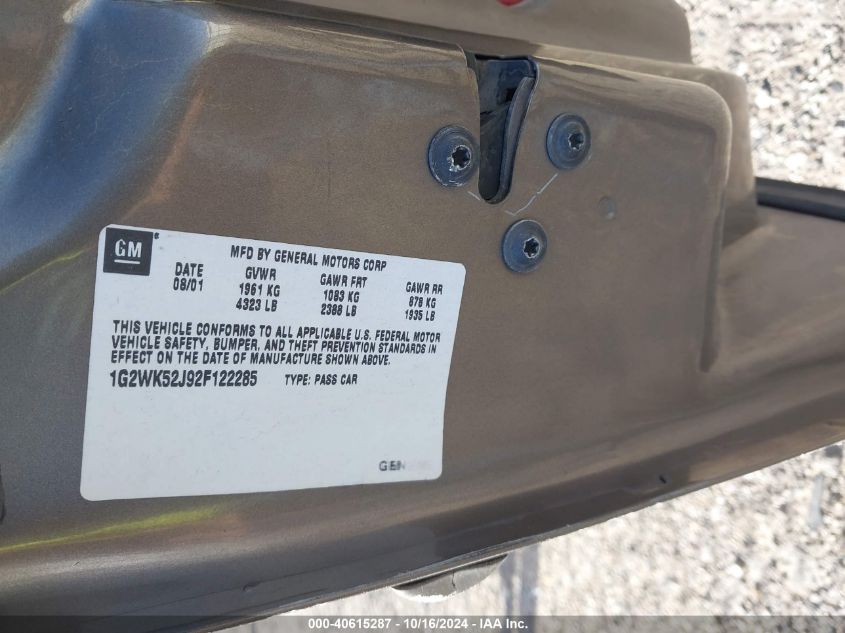 GM
MFD BY GENERAL MOTORS CORP
DATE GVWR GAWR FRT GAWR RR
08/01 1961 KG 1083 KG 878 KG
4323 LB 2388 LB 1935 LB
THIS VEHICLE CONFORMS TO ALL APPLICABLE U.S. FEDERAL MOTOR
VEHICLE SAFETY, BUMPER, AND THEFT PREVENTION STANDARDS IN
EFFECT ON THE DATE OF MANUFACTURE SHOWN ABOVE.
1G2WK52J92F122285 TYPE: PASS CAR
000-40615287 - 10/16/2024 - IAA Inc.